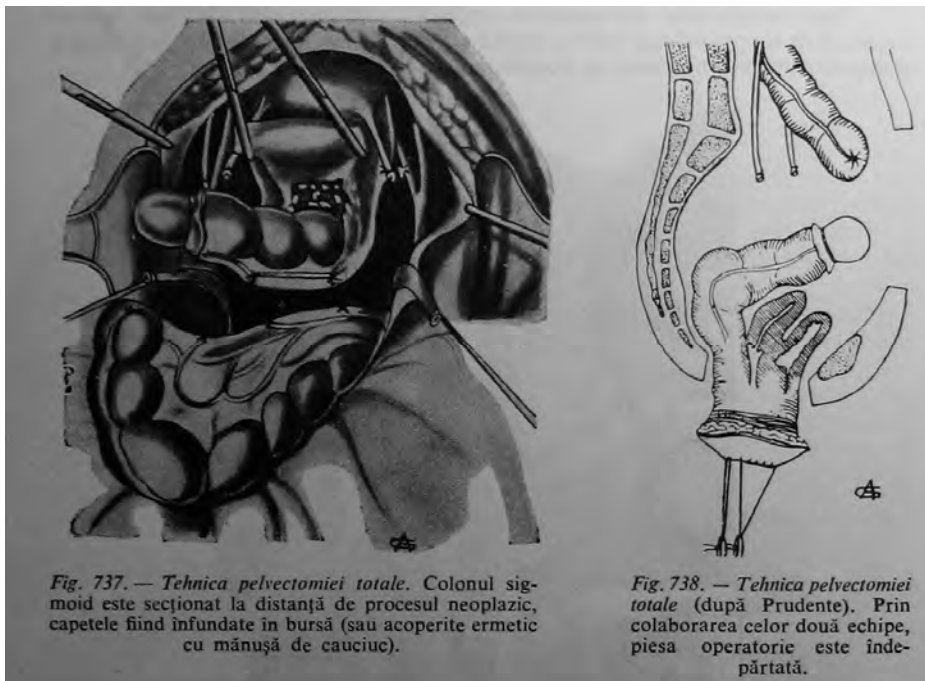 Fig. 737. — Tehnica pelvectomiei totale. Colonul sig-
moid este secționat la distanță de procesul neoplazic,
capetele fiind înfundate în bursă (sau acoperite ermetic
cu mănușă de cauciuc).
Fig. 738. — Tehnica pelvectomiei
totale (după Prudente). Prin
colaborarea celor două echipe,
piesa operatorie este înde-
părtată.